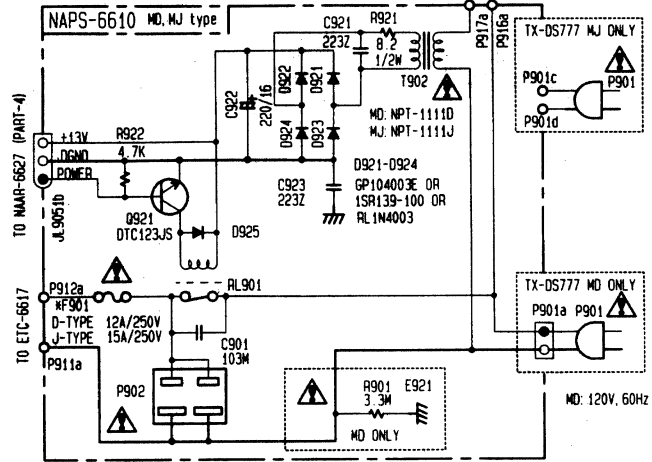 NAPS-6610 MD, MJ type
C921
223Z
R921
8.2
1/2W
P917a
P916a
TX-DS777 MJ ONLY
P901c
P901
P901d
T902
MD: NPT-1111D
MJ: NPT-1111J
C922
220/16
D922
D921
D924
D923
TO NAAR-6627 (PART-4)
+13V
DGND
POWER
JL9051b
R922
4.7K
Q921
DTC123JS
D925
C923
223Z
D921-D924
GP104003E OR
1SR139-100 OR
RL1N4003
TO ETC-6617
P912a
*F901
D-TYPE 12A/250V
J-TYPE 15A/250V
P911a
RL901
C901
103M
P902
R901
3.3M
E921
MD ONLY
TX-DS777 MD ONLY
P901a P901
MD: 120V, 60Hz